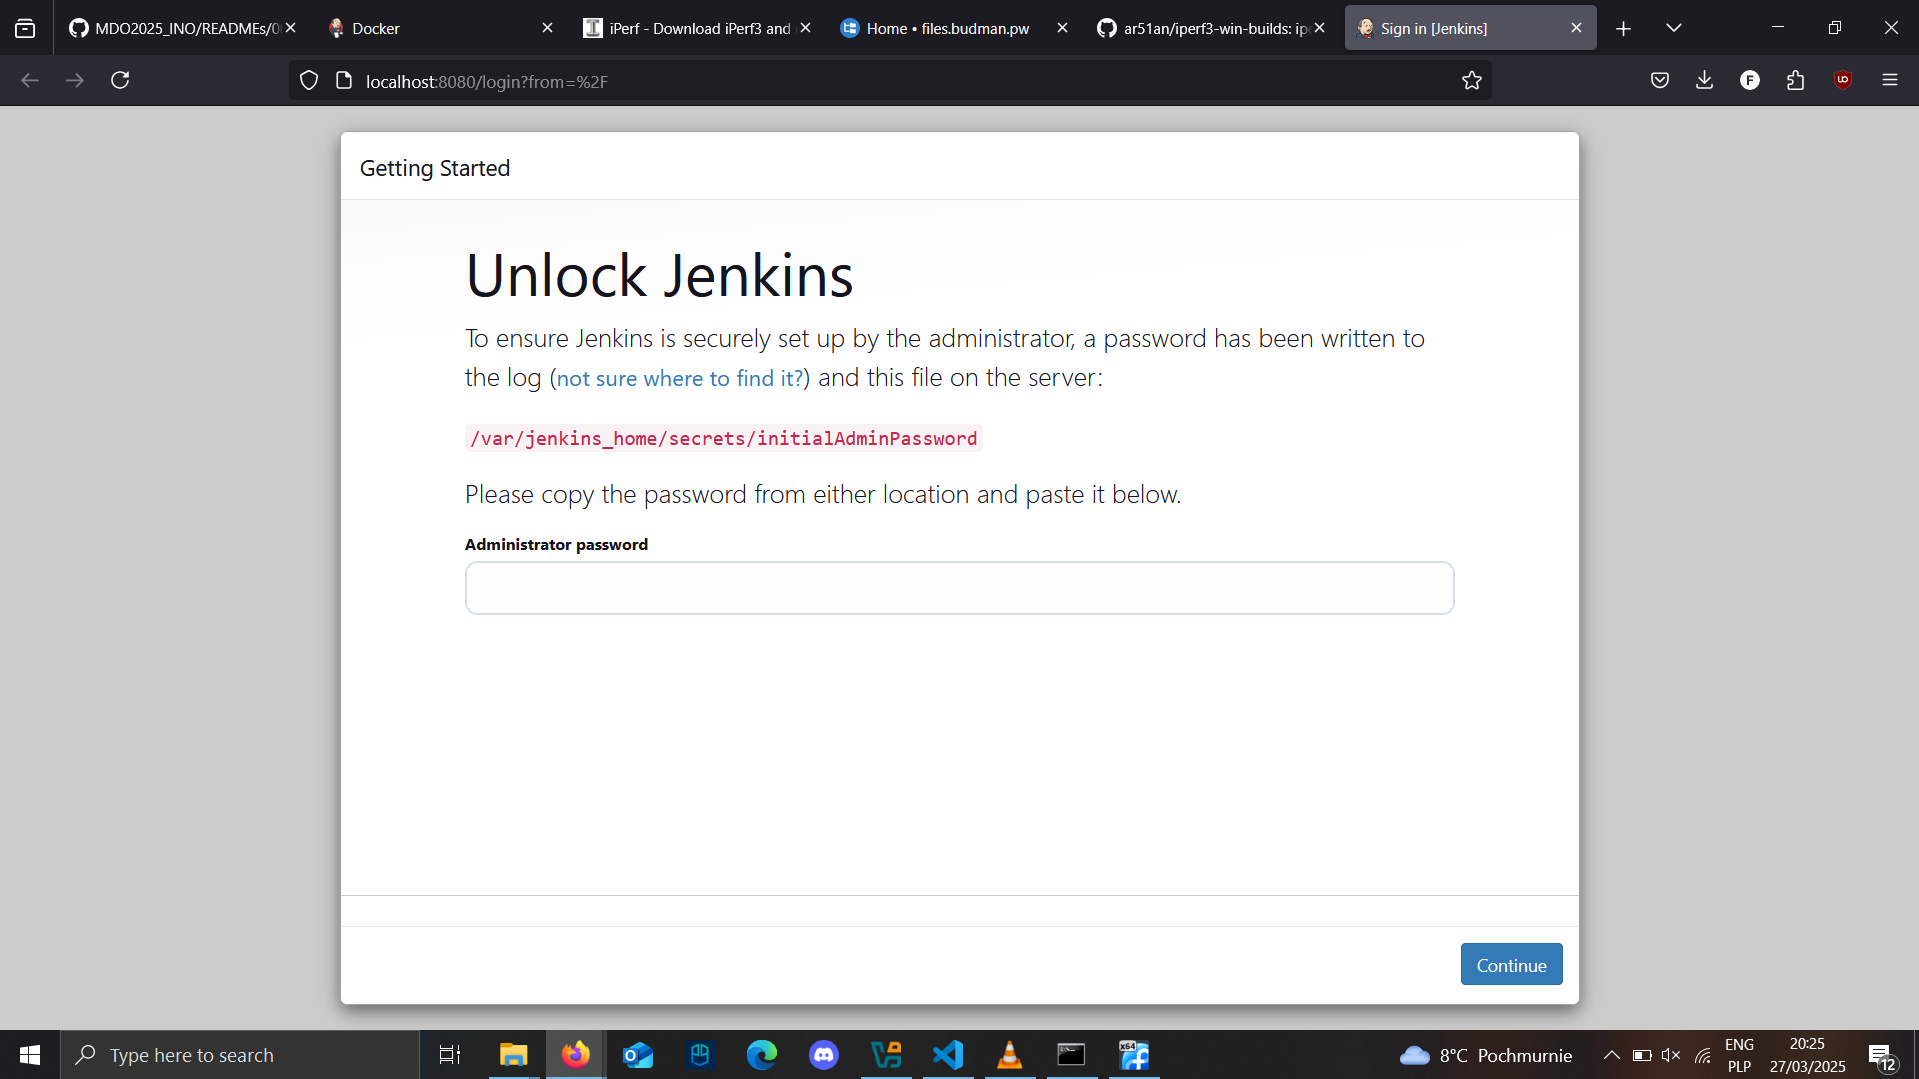 MDO2025_INO/READMEs/0
Docker
iPerf - Download iPerf3 and
Home • files.budman.pw
ar51an/iperf3-win-builds: ip
Sign in [Jenkins]
localhost:8080/login?from=%2F
F
Getting Started
Unlock Jenkins
To ensure Jenkins is securely set up by the administrator, a password has been written to
the log (not sure where to find it?) and this file on the server:
/var/jenkins_home/secrets/initialAdminPassword
Please copy the password from either location and paste it below.
Administrator password
Continue
Type here to search
x64
8°C Pochmurnie
ENG
PLP
20:25
27/03/2025
12